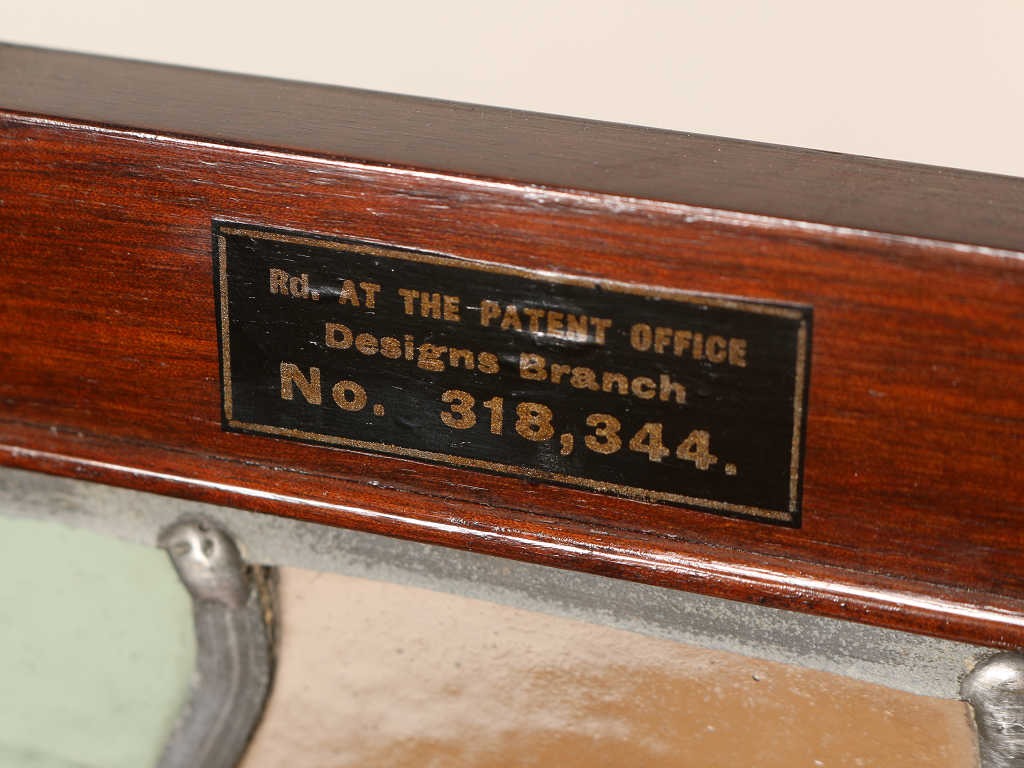 Rd. AT THE PATENT OFFICE
Designs Branch
No. 318,344.